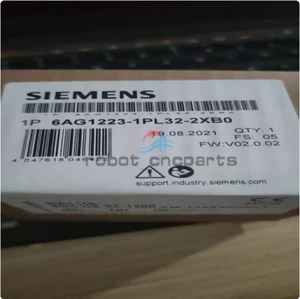 SIEMENS
1P 6AG1223-1PL32-2XB0
19.08.2021
QTY: 1
FS: 05
FW:V02.0.02
robot cncparts
support.industry.siemens.com